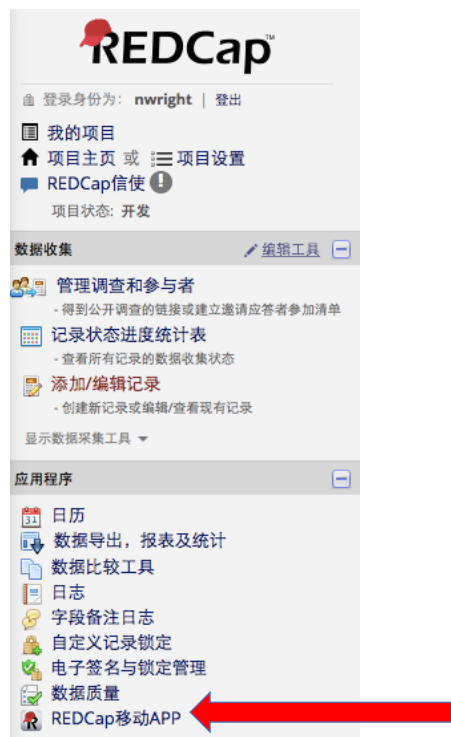 REDCap™
登录身份为: nwright | 登出
我的项目
项目主页 或 项目设置
REDCap信使
项目状态: 开发
数据收集 编辑工具
管理调查和参与者
- 得到公开调查的链接或建立邀请应答者参加清单
记录状态进度统计表
- 查看所有记录的数据收集状态
添加/编辑记录
- 创建新记录或编辑/查看现有记录
显示数据采集工具
应用程序
日历
数据导出，报表及统计
数据比较工具
日志
字段备注日志
自定义记录锁定
电子签名与锁定管理
数据质量
REDCap移动APP